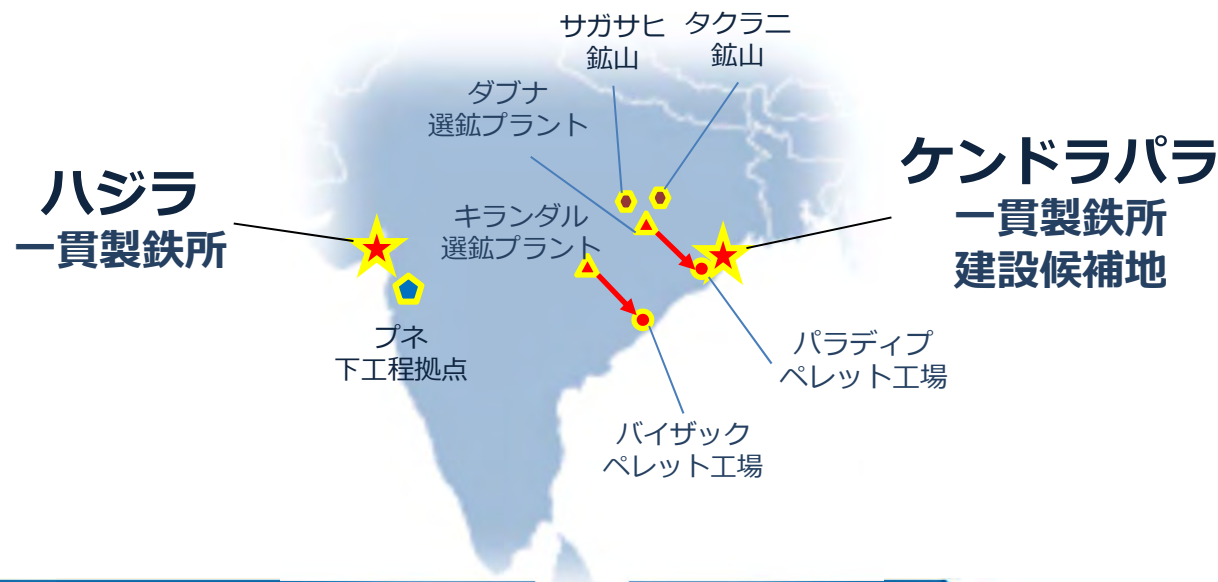 サガサヒ
鉱山
タクラニ
鉱山
ダブナ
選鉱プラント
ハジラ
一貫製鉄所
キランダル
選鉱プラント
ケンドラパラ
一貫製鉄所
建設候補地
プネ
下工程拠点
パラディプ
ペレット工場
バイザック
ペレット工場